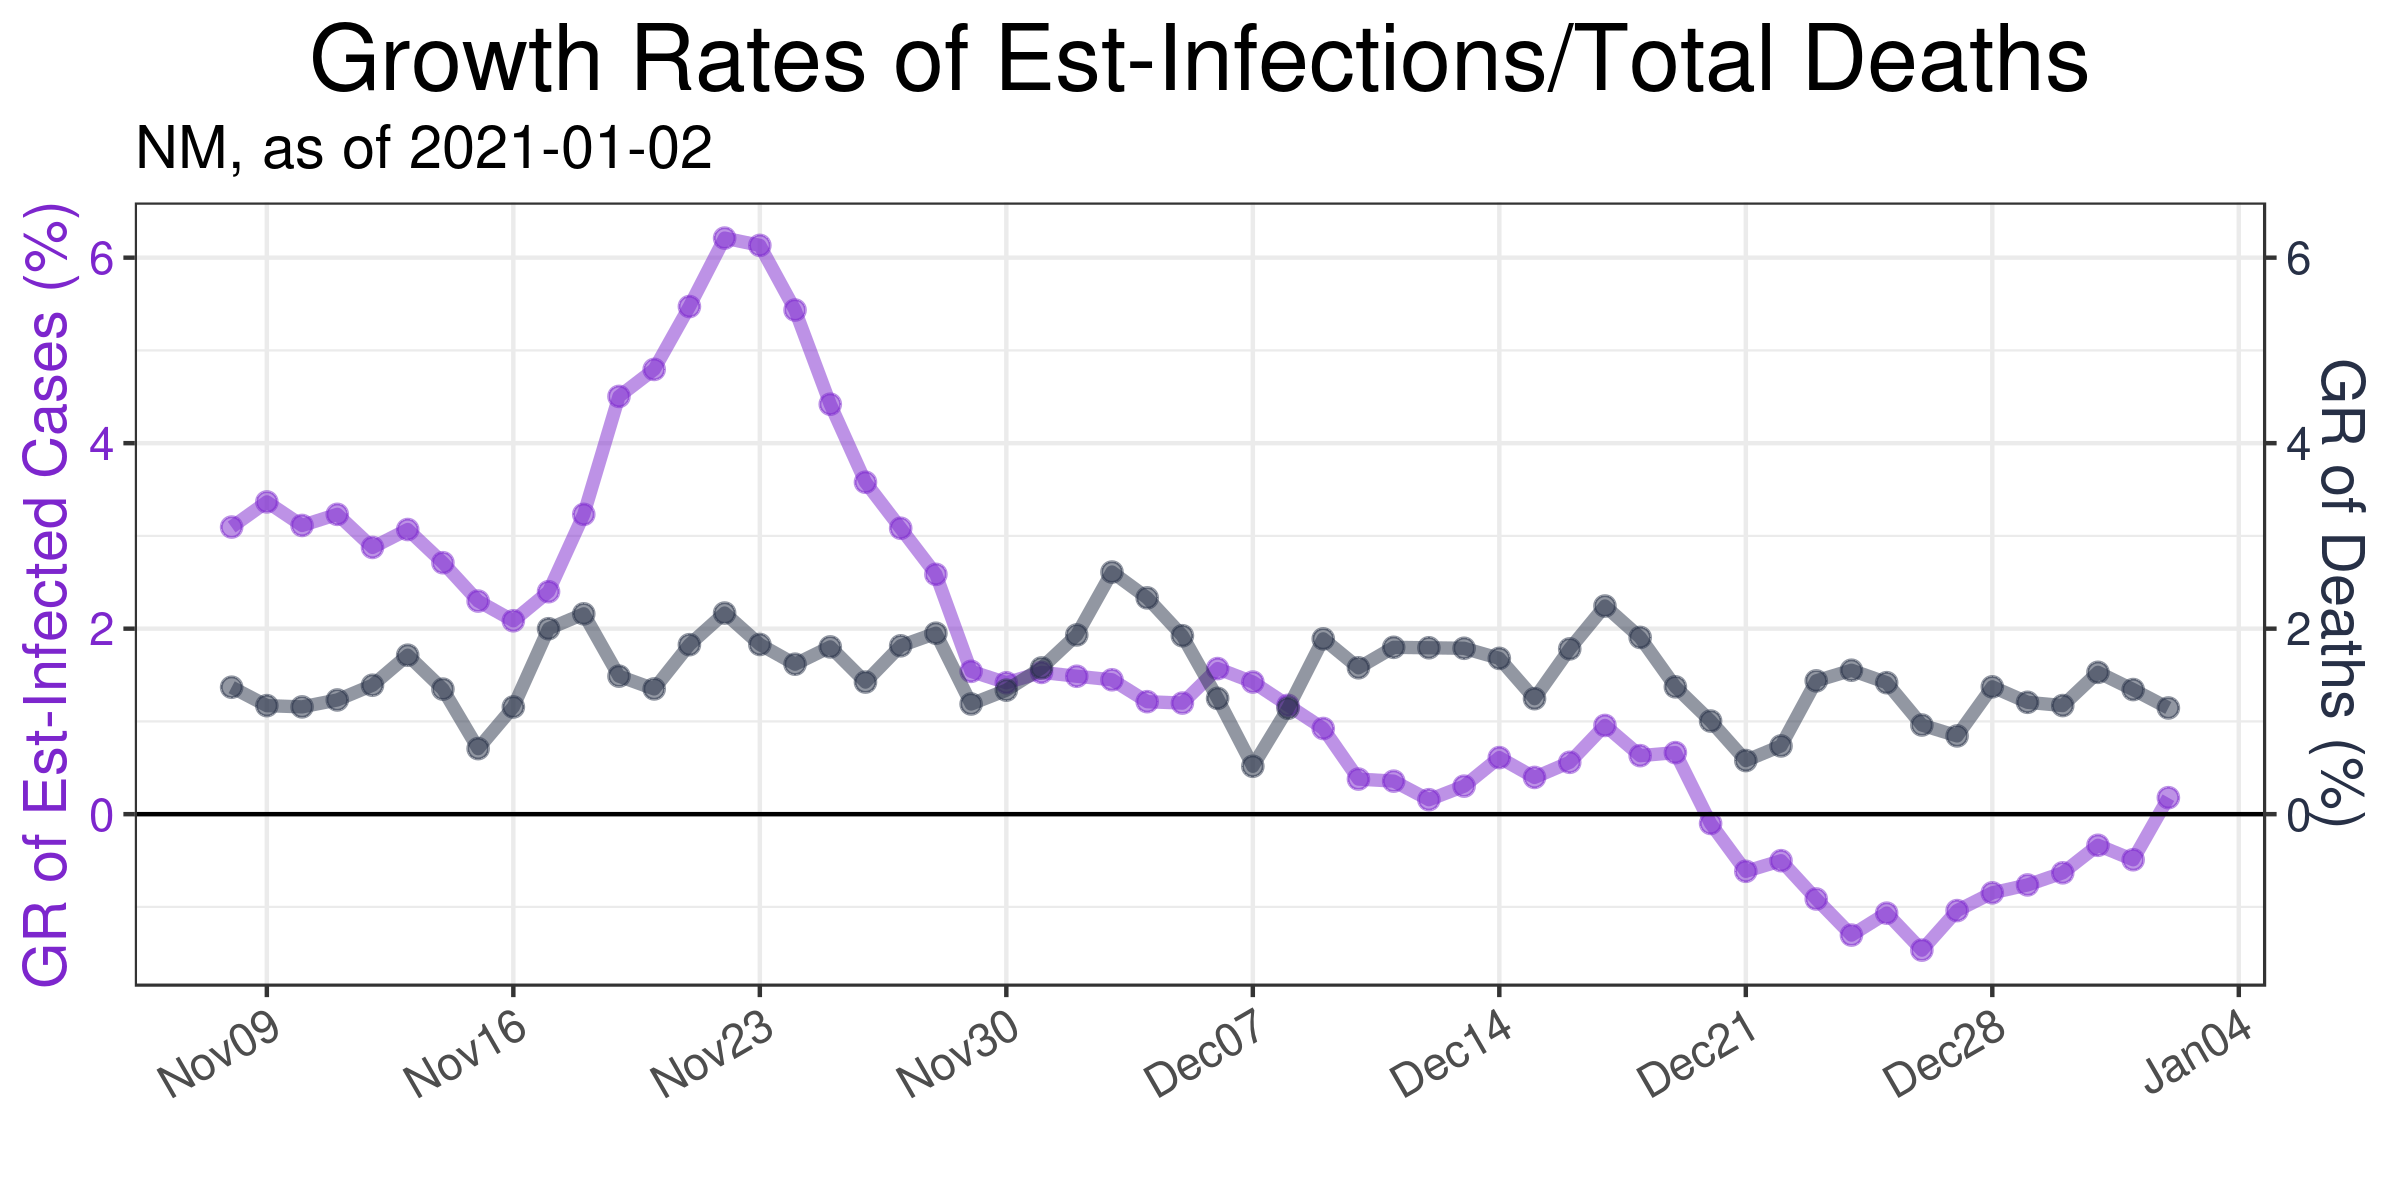 Growth Rates of Est-Infections/Total Deaths
NM, as of 2021-01-02
GR of Est-Infected Cases (%)
6
4
2
0
6
4
2
0
GR of Deaths (%)
Nov09
Nov16
Nov23
Nov30
Dec07
Dec14
Dec21
Dec28
Jan04